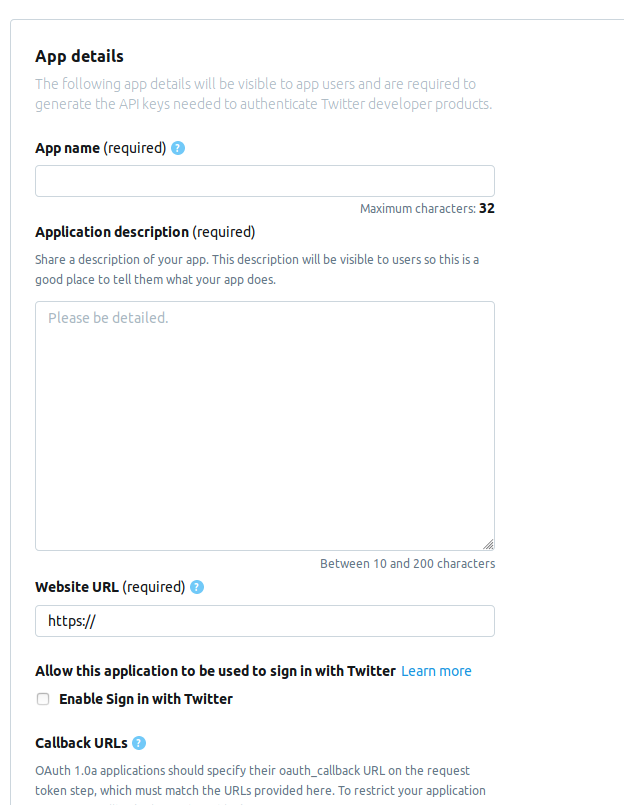 App details
The following app details will be visible to app users and are required to
generate the API keys needed to authenticate Twitter developer products.
App name (required) ?
Maximum characters: 32
Application description (required)
Share a description of your app. This description will be visible to users so this is a
good place to tell them what your app does.
Please be detailed.
Between 10 and 200 characters
Website URL (required) ?
https://
Allow this application to be used to sign in with Twitter Learn more
Enable Sign in with Twitter
Callback URLs ?
OAuth 1.0a applications should specify their oauth_callback URL on the request
token step, which must match the URLs provided here. To restrict your application